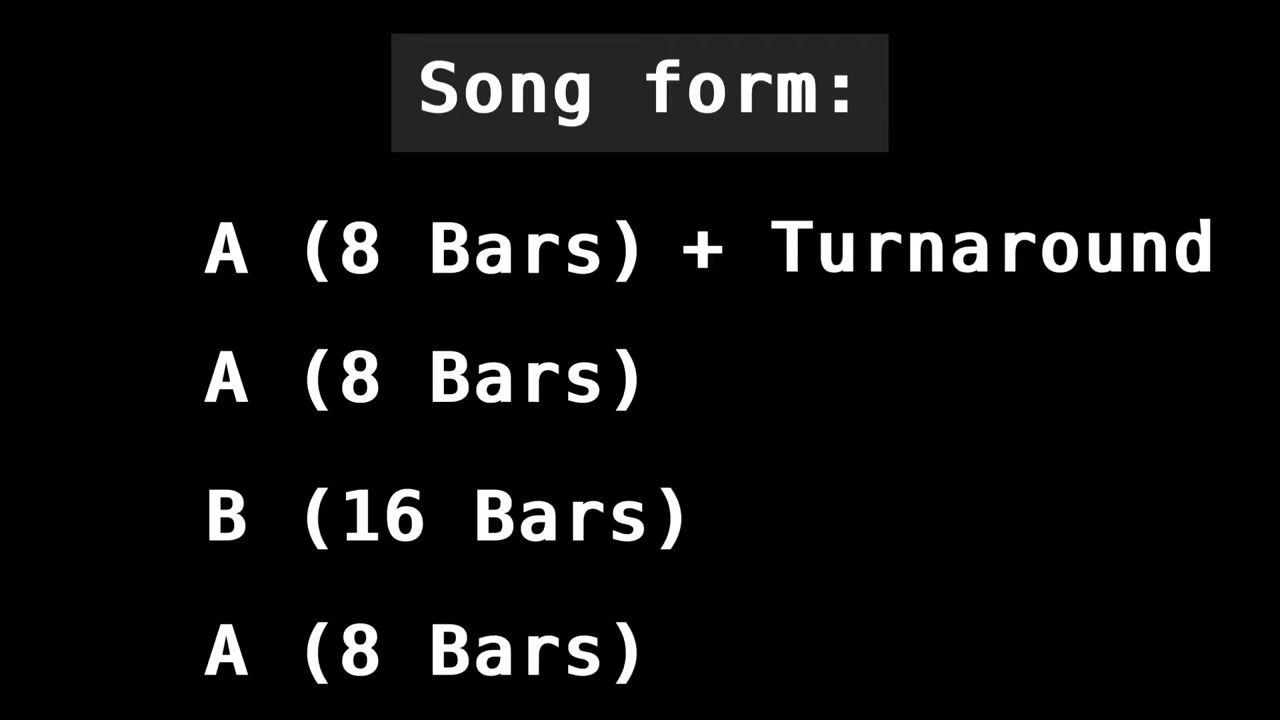 Song form:
A (8 Bars) + Turnaround
A (8 Bars)
B (16 Bars)
A (8 Bars)